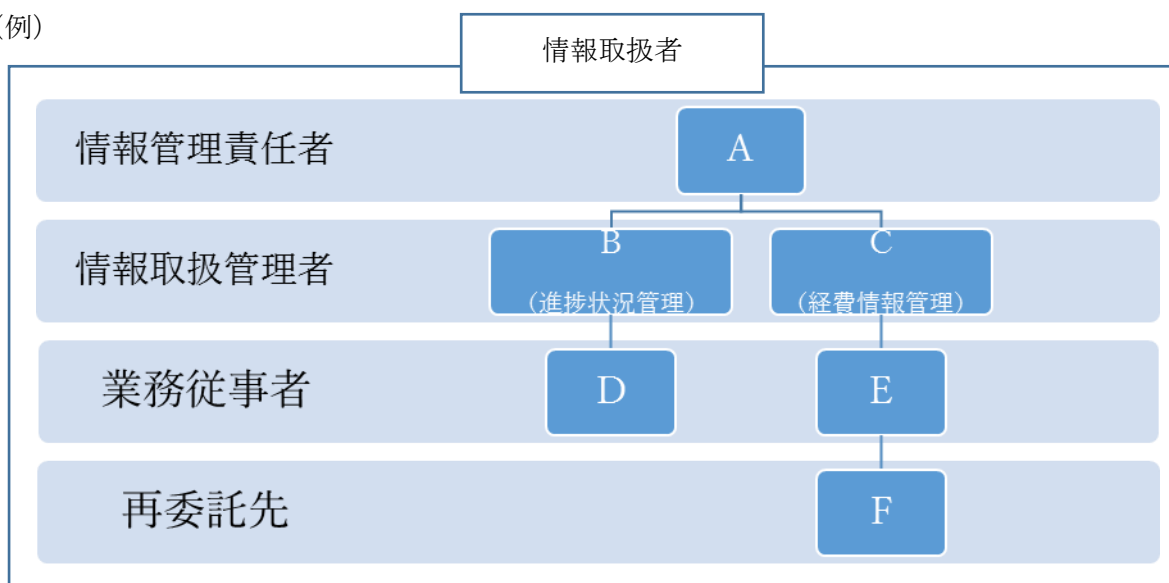 （例）
情報取扱者
情報管理責任者
A
情報取扱管理者
B
（進捗状況管理）
C
（経費情報管理）
業務従事者
D
E
再委託先
F